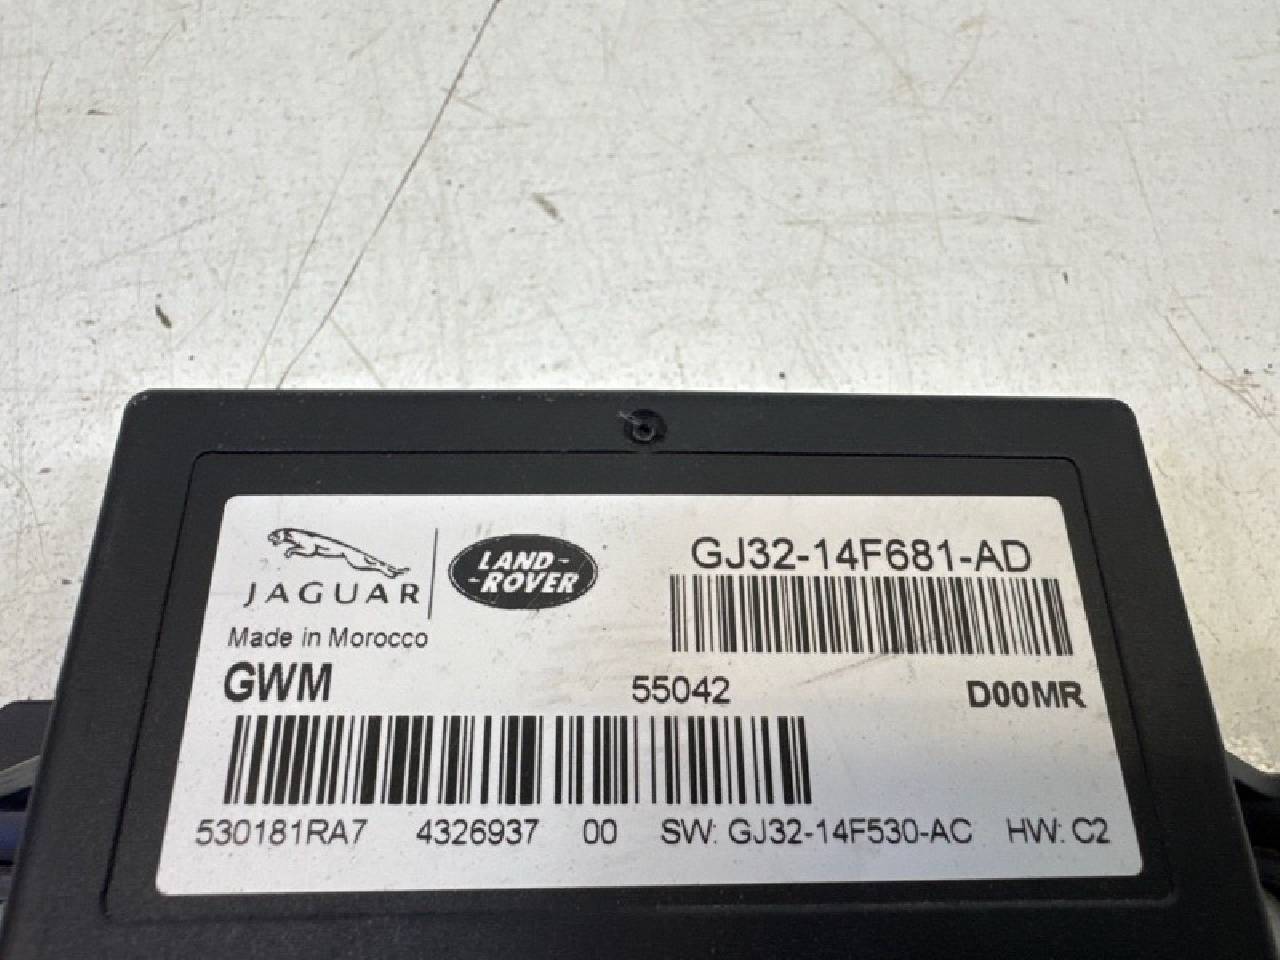 JAGUAR
LAND-
-ROVER
GJ32-14F681-AD
Made in Morocco
GWM 55042 D00MR
530181RA7 4326937 00 SW: GJ32-14F530-AC HW: C2